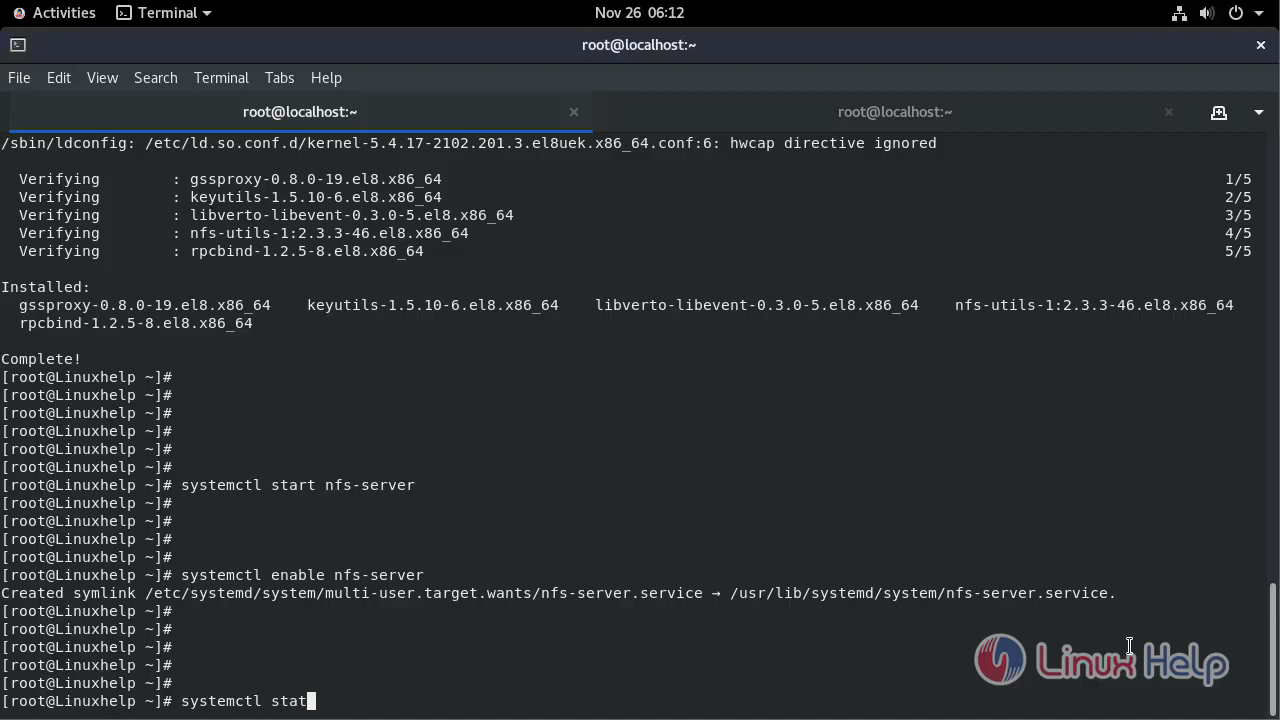 Activities Terminal Nov 26 06:12
root@localhost:~ ×
File Edit View Search Terminal Tabs Help
root@localhost:~ × root@localhost:~ ×
/sbin/ldconfig: /etc/ld.so.conf.d/kernel-5.4.17-2102.201.3.el8uek.x86_64.conf:6: hwcap directive ignored
Verifying : gssproxy-0.8.0-19.el8.x86_64 1/5
Verifying : keyutils-1.5.10-6.el8.x86_64 2/5
Verifying : libverto-libevent-0.3.0-5.el8.x86_64 3/5
Verifying : nfs-utils-1:2.3.3-46.el8.x86_64 4/5
Verifying : rpcbind-1.2.5-8.el8.x86_64 5/5
Installed:
gssproxy-0.8.0-19.el8.x86_64 keyutils-1.5.10-6.el8.x86_64 libverto-libevent-0.3.0-5.el8.x86_64 nfs-utils-1:2.3.3-46.el8.x86_64
rpcbind-1.2.5-8.el8.x86_64
Complete!
[root@Linuxhelp ~]#
[root@Linuxhelp ~]#
[root@Linuxhelp ~]#
[root@Linuxhelp ~]#
[root@Linuxhelp ~]#
[root@Linuxhelp ~]#
[root@Linuxhelp ~]# systemctl start nfs-server
[root@Linuxhelp ~]#
[root@Linuxhelp ~]#
[root@Linuxhelp ~]#
[root@Linuxhelp ~]#
[root@Linuxhelp ~]# systemctl enable nfs-server
Created symlink /etc/systemd/system/multi-user.target.wants/nfs-server.service → /usr/lib/systemd/system/nfs-server.service.
[root@Linuxhelp ~]#
[root@Linuxhelp ~]#
[root@Linuxhelp ~]#
[root@Linuxhelp ~]#
[root@Linuxhelp ~]#
[root@Linuxhelp ~]# systemctl stat
Linux Help